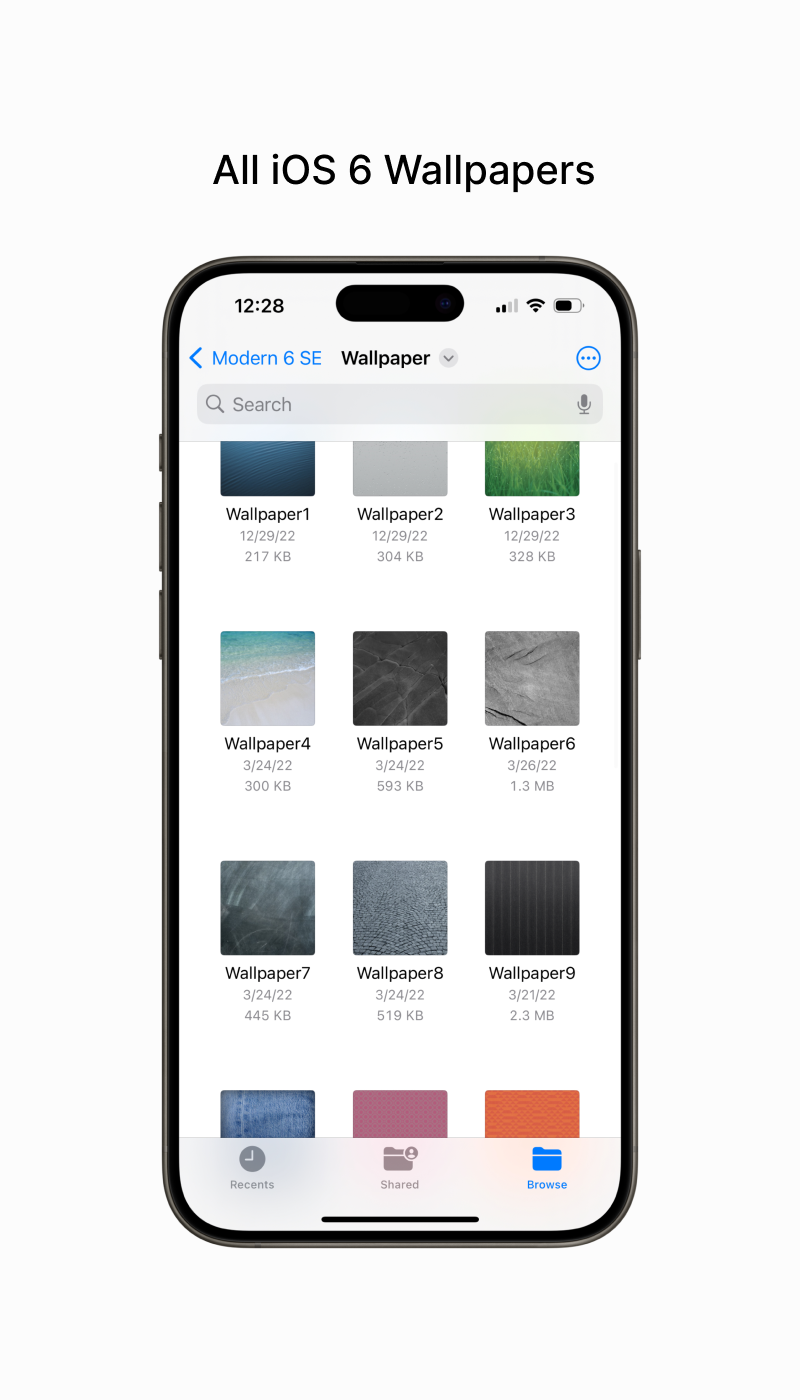 All iOS 6 Wallpapers
12:28
Modern 6 SE Wallpaper
Search
Wallpaper1 Wallpaper2 Wallpaper3
12/29/22 12/29/22 12/29/22
217 KB 304 KB 328 KB
Wallpaper4 Wallpaper5 Wallpaper6
3/24/22 3/24/22 3/26/22
300 KB 593 KB 1.3 MB
Wallpaper7 Wallpaper8 Wallpaper9
3/24/22 3/24/22 3/21/22
445 KB 519 KB 2.3 MB
Recents Shared Browse